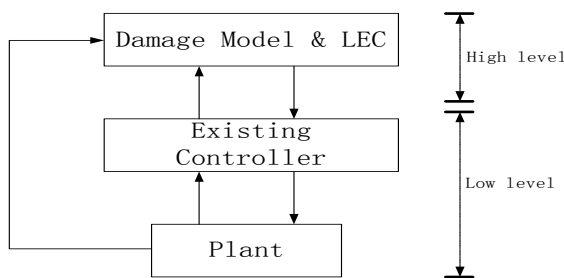 Damage Model & LEC
High level
Existing
Controller
Low level
Plant